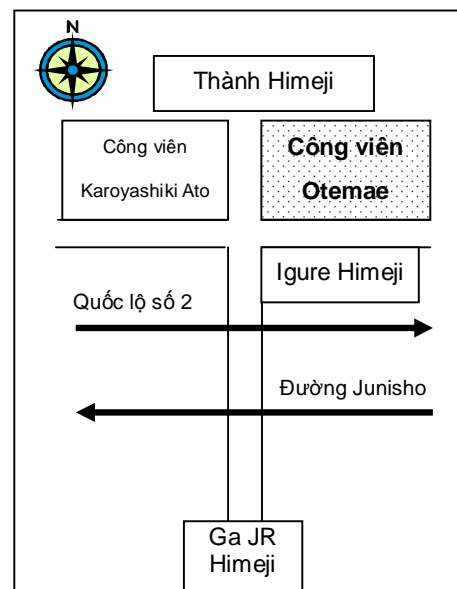 N
Thành Himeji
Công viên
Karoyashiki Ato
Công viên
Otemae
Igure Himeji
Quốc lộ số 2
Đường Junisho
Ga JR
Himeji